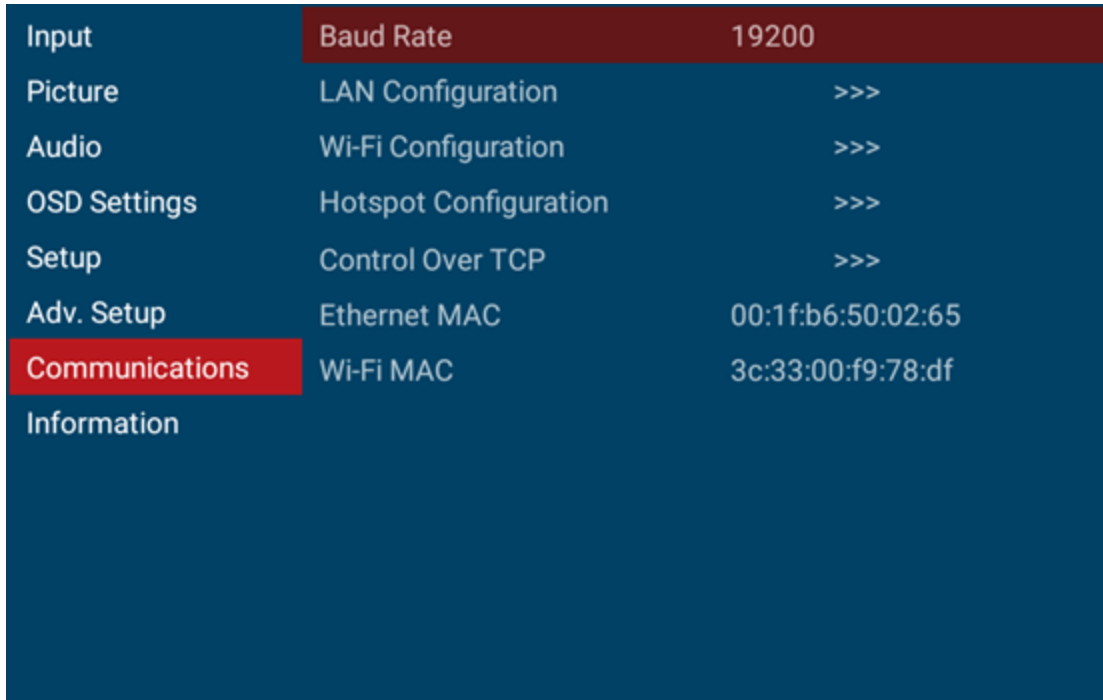 Input
Picture
Audio
OSD Settings
Setup
Adv. Setup
Communications
Information
Baud Rate 19200
LAN Configuration >>>
Wi-Fi Configuration >>>
Hotspot Configuration >>>
Control Over TCP >>>
Ethernet MAC 00:1f:b6:50:02:65
Wi-Fi MAC 3c:33:00:f9:78:df